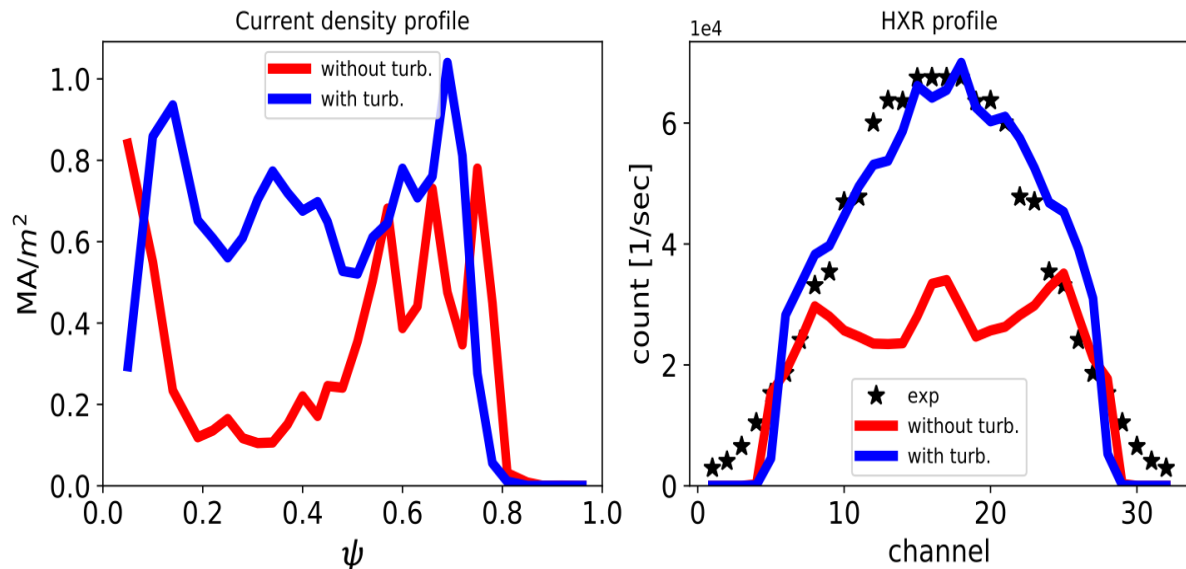 Current density profile
MA/m²
1.0
0.8
0.6
0.4
0.2
0.0
without turb.
with turb.
0.0 0.2 0.4 0.6 0.8 1.0
ψ
HXR profile
1e4
count [1/sec]
6
4
2
0
exp
without turb.
with turb.
0 10 20 30
channel